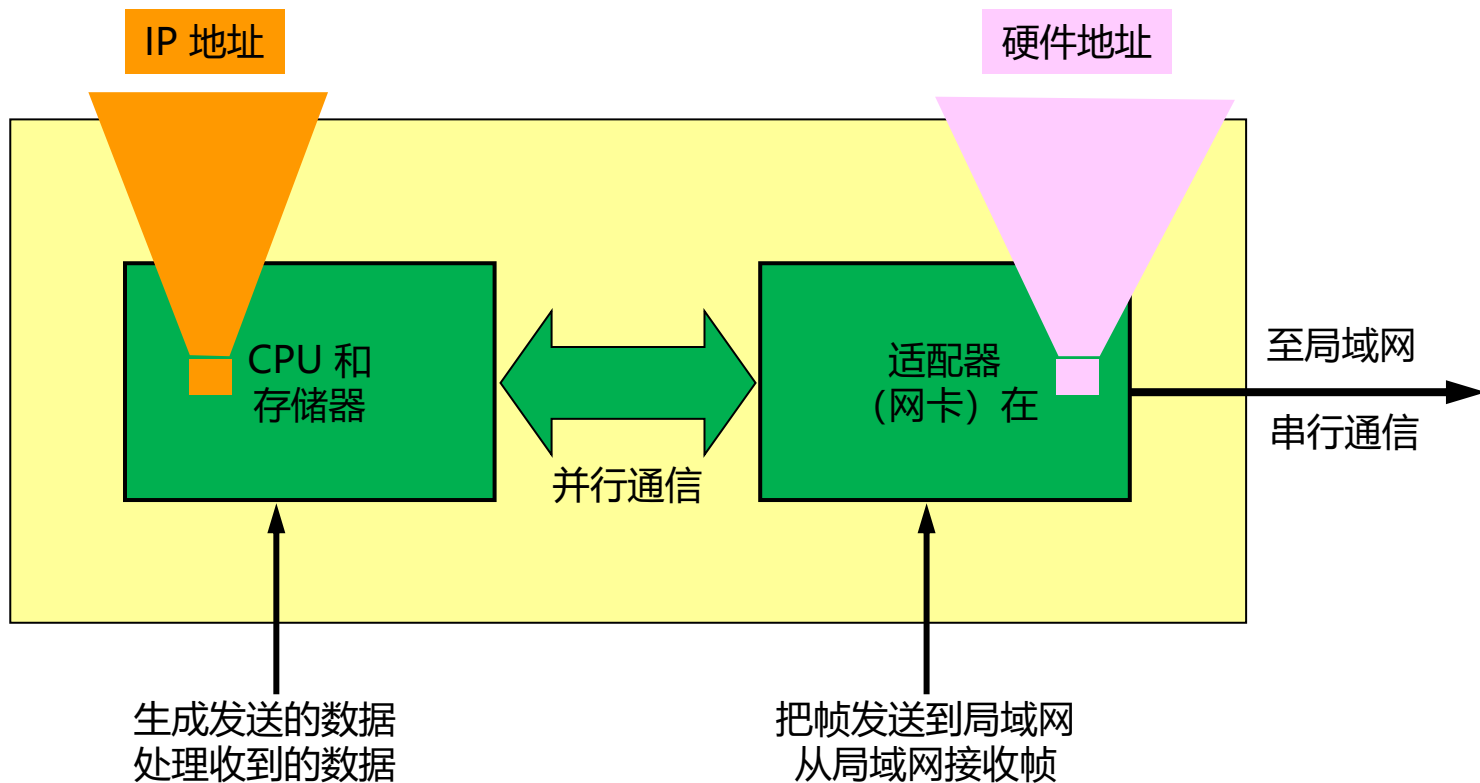 IP 地址
硬件地址
CPU 和
存储器
适配器
（网卡）在
并行通信
至局域网
串行通信
生成发送的数据
处理收到的数据
把帧发送到局域网
从局域网接收帧